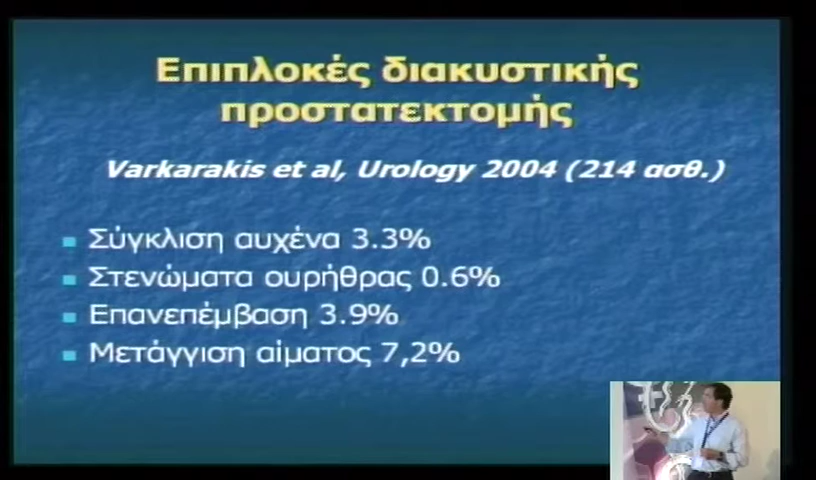 Επιπλοκές διακυστικής
προστατεκτομής
Varkarakis et al, Urology 2004 (214 ασθ.)
Σύγκλιση αυχένα 3.3%
Στενώματα ουρήθρας 0.6%
Επανεπέμβαση 3.9%
Μετάγγιση αίματος 7,2%